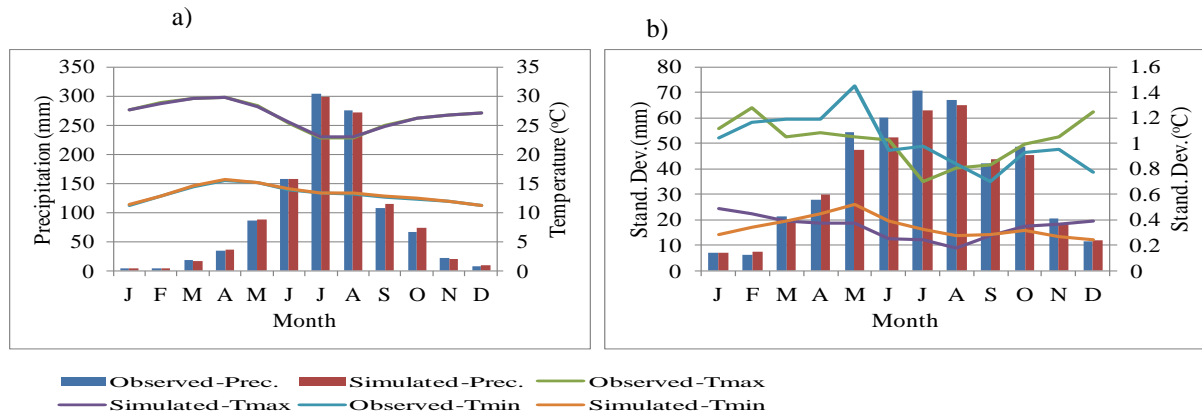 a)
b)
350
300
250
200
150
100
50
0
Precipitation (mm)
35
30
25
20
15
10
5
0
Temperature (°C)
J F M A M J J A S O N D
Month
80
70
60
50
40
30
20
10
0
Stand.Dev.(mm)
1.6
1.4
1.2
1
0.8
0.6
0.4
0.2
0
Stand.Dev.(°C)
J F M A M J J A S O N D
Month
Observed-Prec. Simulated-Prec. Observed-Tmax
Simulated-Tmax Observed-Tmin Simulated-Tmin